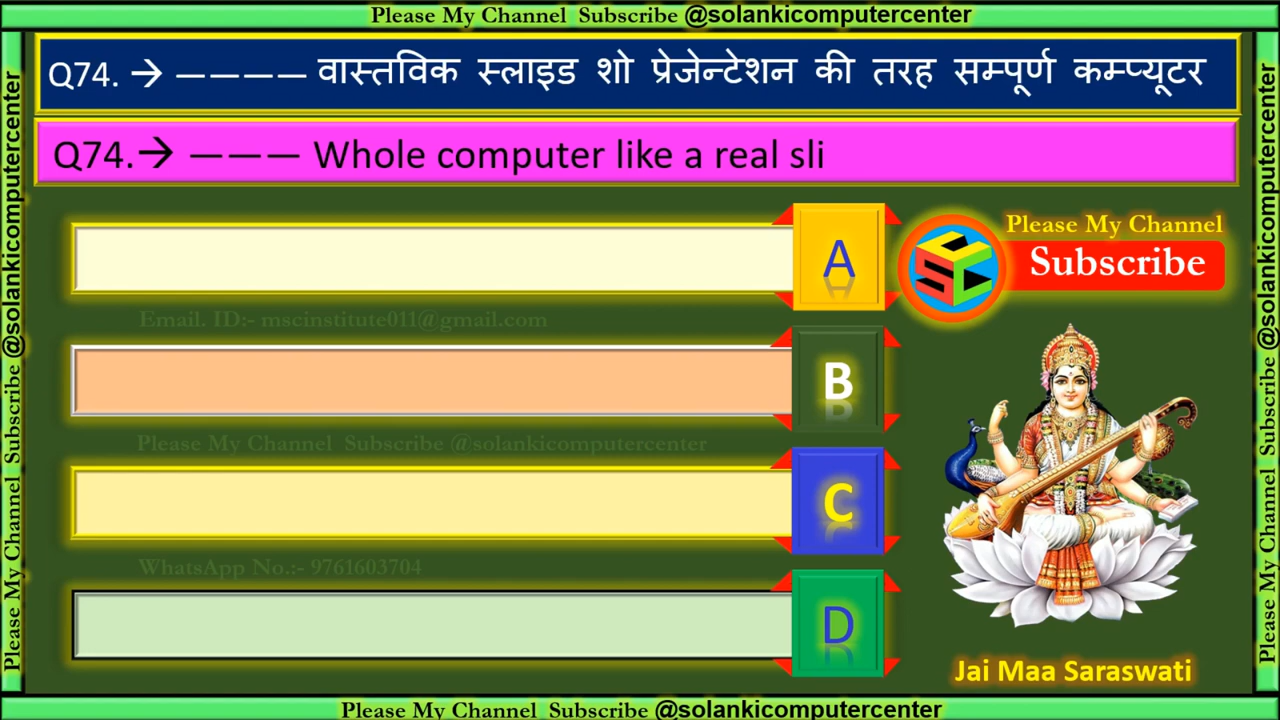 Please My Channel Subscribe @solankicomputercenter
Q74. → ———— वास्तविक स्लाइड शो प्रेजेन्टेशन की तरह सम्पूर्ण कम्प्यूटर
Q74.→ ——— Whole computer like a real sli
A
Please My Channel
Subscribe
CSC
Email. ID:- mscinstitute011@gmail.com
B
Please My Channel Subscribe @solankicomputercenter
C
WhatsApp No.:- 9761603704
D
Jai Maa Saraswati
Please My Channel Subscribe @solankicomputercenter
Please My Channel Subscribe @solankicomputercenter
Please My Channel Subscribe @solankicomputercenter